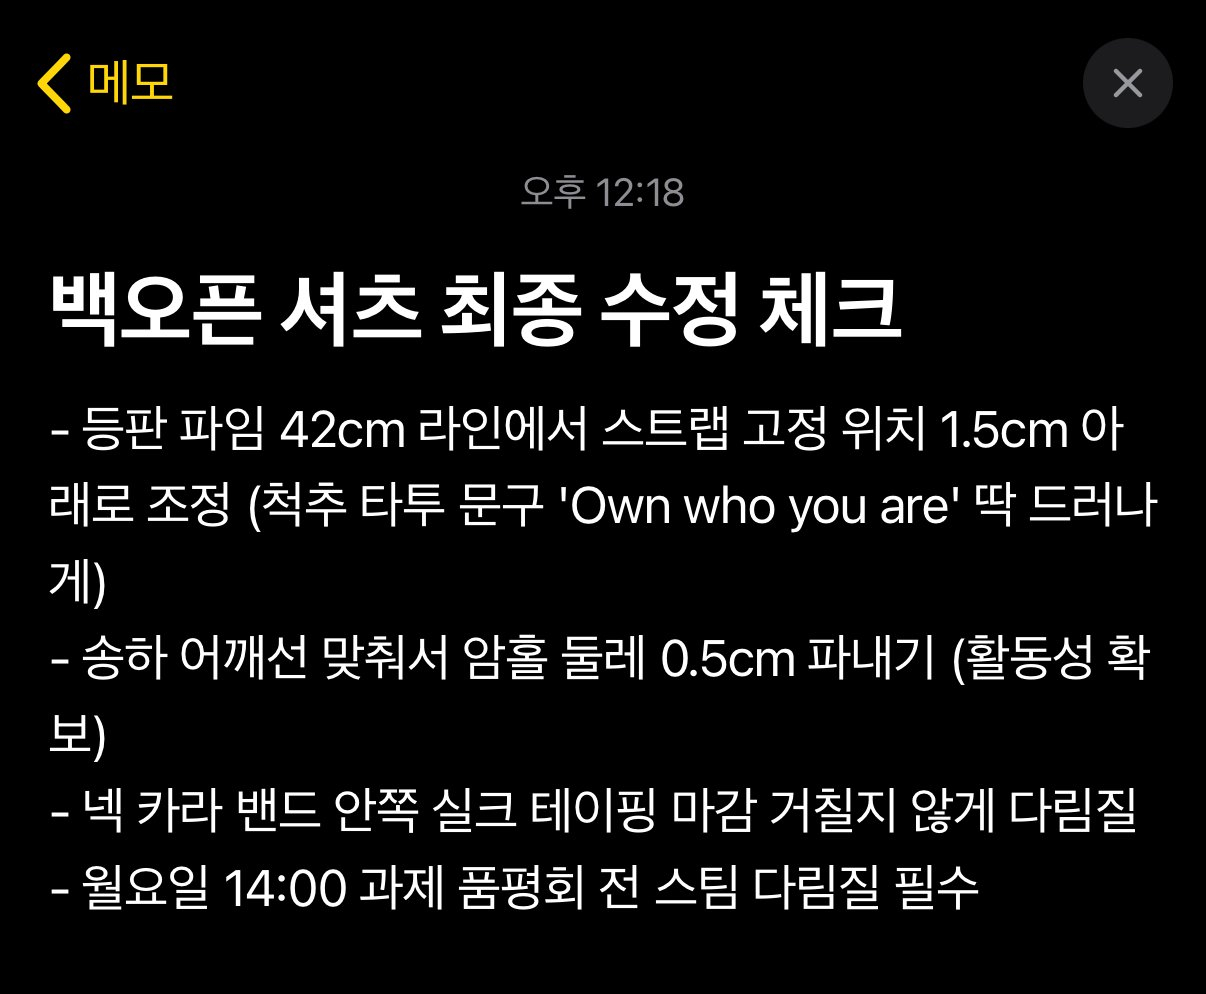 메모
오후 12:18
백오픈 셔츠 최종 수정 체크
- 등판 파임 42cm 라인에서 스트랩 고정 위치 1.5cm 아
래로 조정 (척추 타투 문구 'Own who you are' 딱 드러나
게)
- 송하 어깨선 맞춰서 암홀 둘레 0.5cm 파내기 (활동성 확
보)
- 넥 카라 밴드 안쪽 실크 테이핑 마감 거칠지 않게 다림질
- 월요일 14:00 과제 품평회 전 스팀 다림질 필수